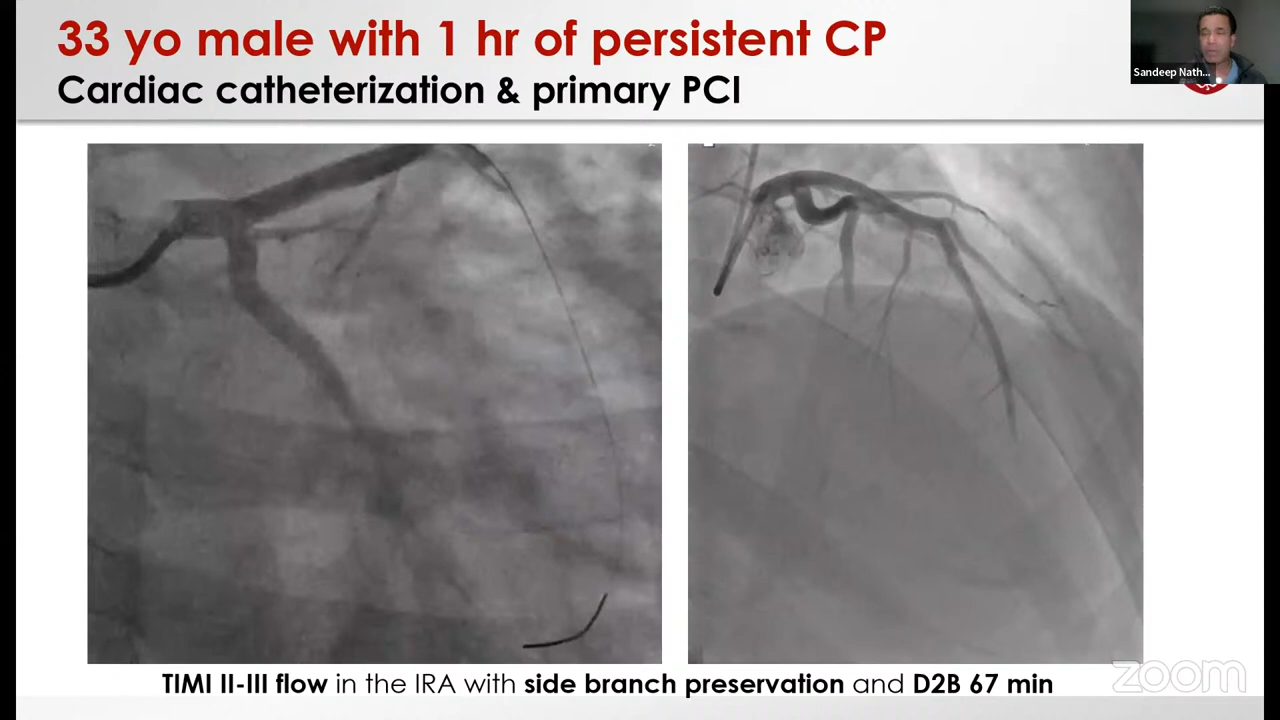 33 yo male with 1 hr of persistent CP
Cardiac catheterization & primary PCI
Sandeep Nath...
TIMI II-III flow in the IRA with side branch preservation and D2B 67 min
zoom